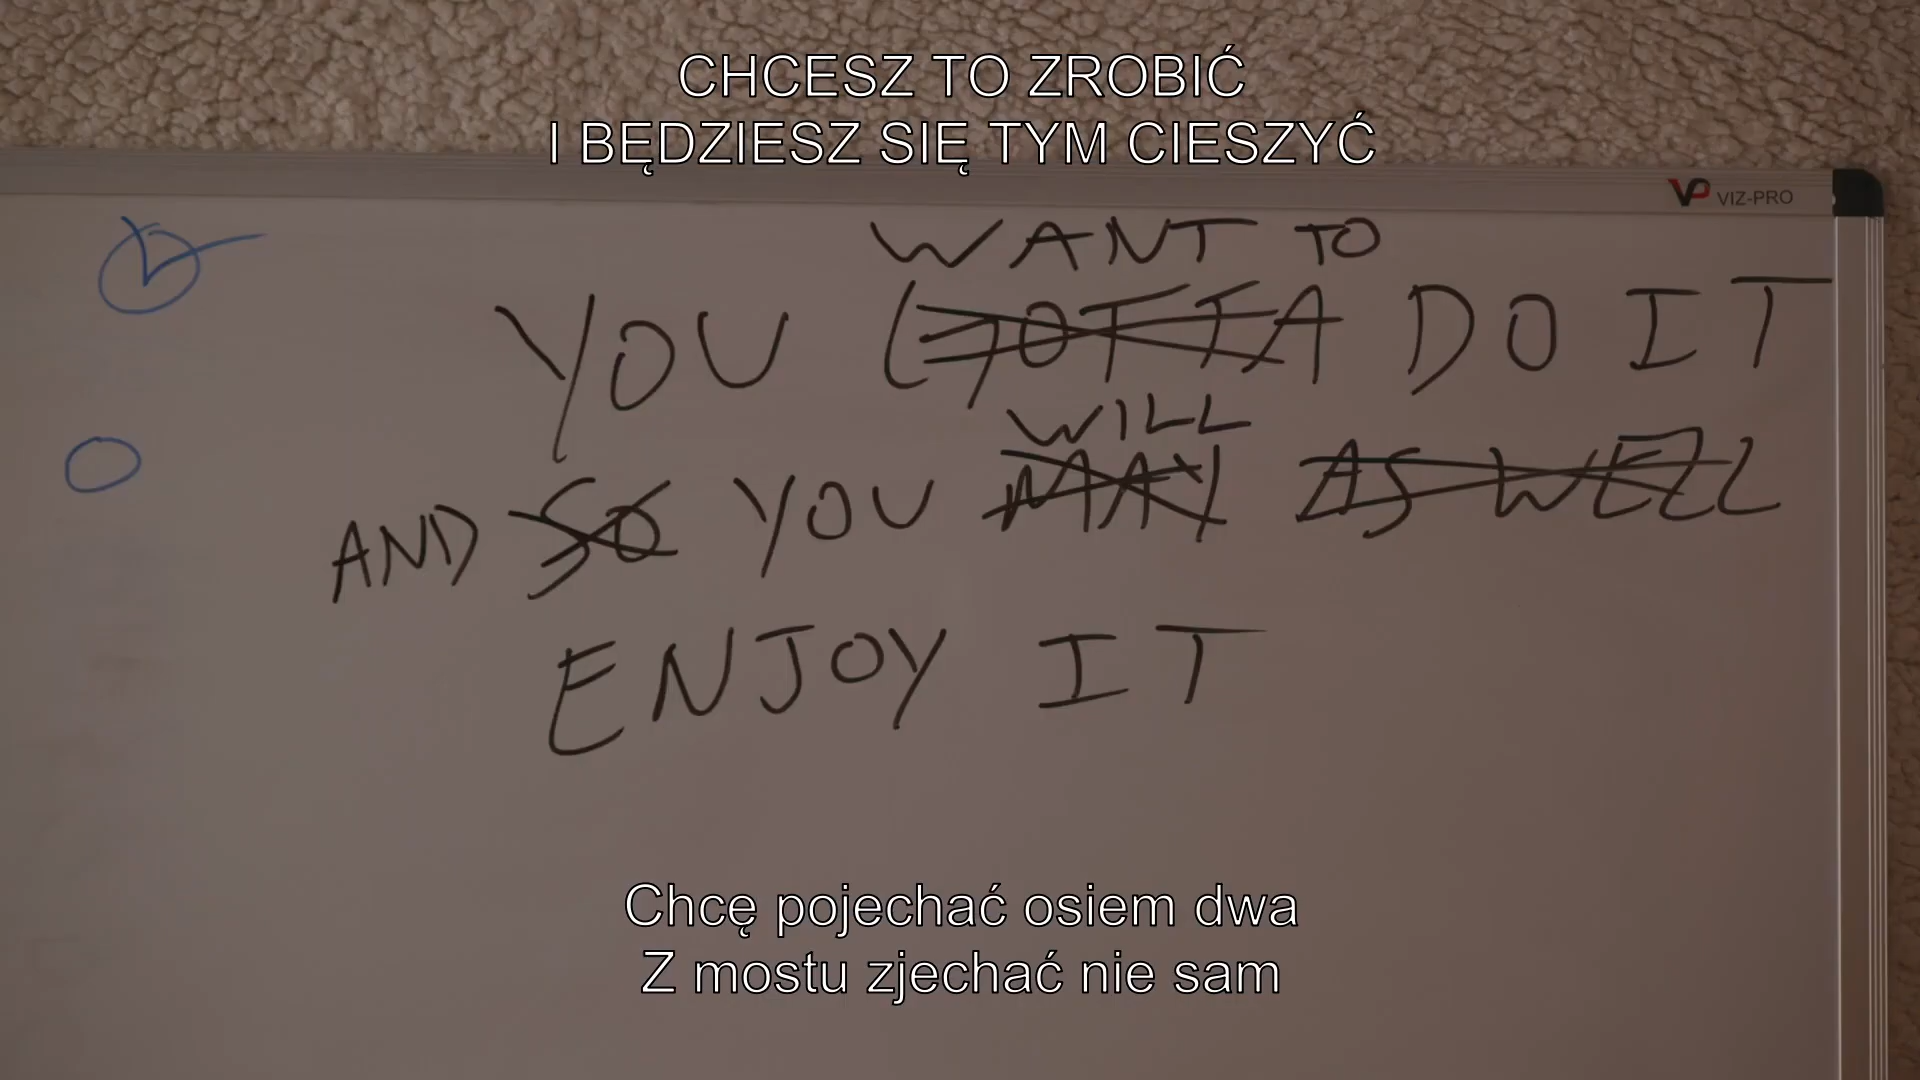 CHCESZ TO ZROBIĆ
I BĘDZIESZ SIĘ TYM CIESZYĆ
VP VIZ-PRO
WANT TO
YOU GOTTA DO IT
WILL
AND SO YOU MAY AS WELL
ENJOY IT
Chcę pojechać osiem dwa
Z mostu zjechać nie sam